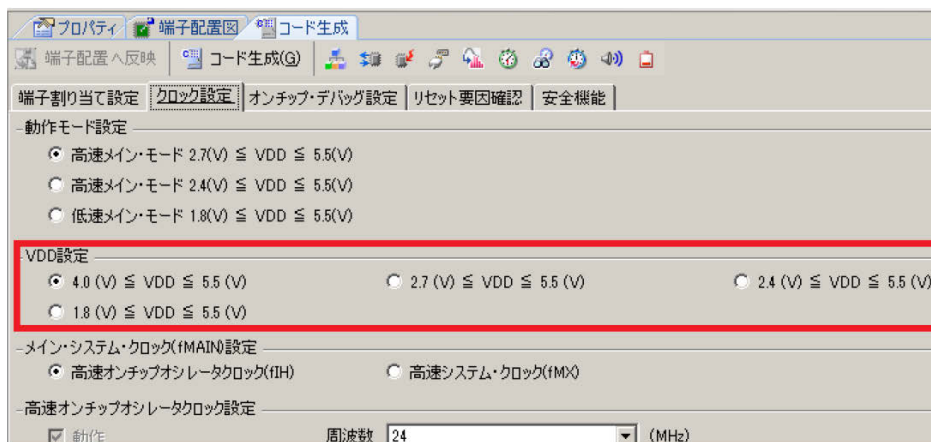 プロパティ 端子配置図 コード生成
端子配置へ反映 コード生成(G)
端子割り当て設定 クロック設定 オンチップ・デバッグ設定 リセット要因確認 安全機能
動作モード設定
高速メイン・モード 2.7(V) ≦ VDD ≦ 5.5(V)
高速メイン・モード 2.4(V) ≦ VDD ≦ 5.5(V)
低速メイン・モード 1.8(V) ≦ VDD ≦ 5.5(V)
VDD設定
4.0 (V) ≦ VDD ≦ 5.5 (V) 2.7 (V) ≦ VDD ≦ 5.5 (V) 2.4 (V) ≦ VDD ≦ 5.5 (V)
1.8 (V) ≦ VDD ≦ 5.5 (V)
メイン・システム・クロック(fMAIN)設定
高速オンチップオシレータクロック(fIH) 高速システム・クロック(fMX)
高速オンチップオシレータクロック設定
動作 周波数 24 (MHz)